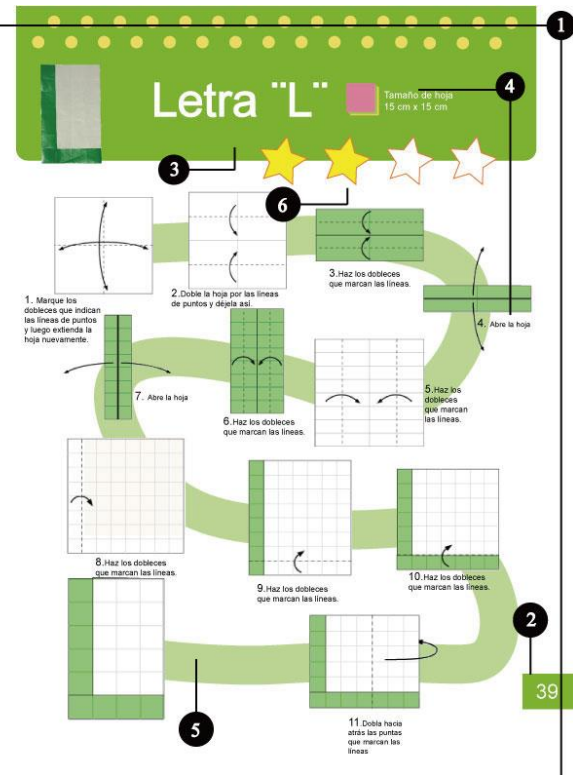 1
Letra ¨L¨
Tamaño de hoja
15 cm x 15 cm
4
3
6
1. Marque los
dobleces que indican
las líneas de puntos
y luego extienda la
hoja nuevamente.
2.Doble la hoja por las líneas
de puntos y déjela así.
3.Haz los dobleces
que marcan las líneas.
4. Abre la hoja
5.Haz los
dobleces
que marcan
las líneas.
6.Haz los dobleces
que marcan las líneas.
7. Abre la hoja
8.Haz los dobleces
que marcan las líneas.
9.Haz los dobleces
que marcan las líneas.
10.Haz los dobleces
que marcan las líneas.
11.Dobla hacia
atrás las puntas
que marcan las
líneas
2
39
5